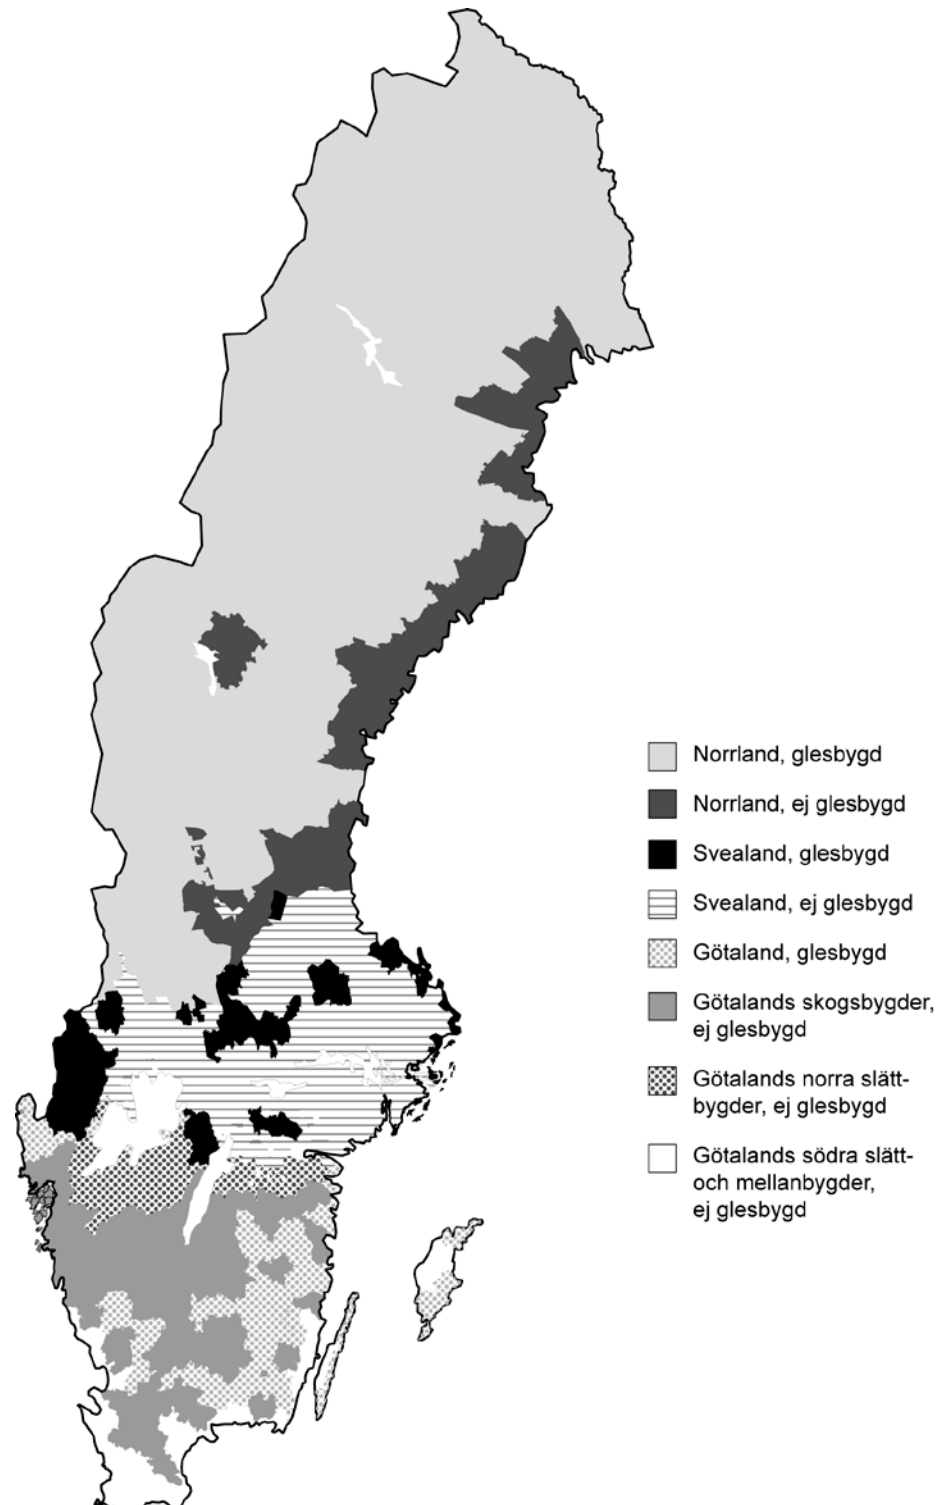 Norrland, glesbygd
Norrland, ej glesbygd
Svealand, glesbygd
Svealand, ej glesbygd
Götaland, glesbygd
Götalands skogsbygder,
ej glesbygd
Götalands norra slätt-
bygder, ej glesbygd
Götalands södra slätt-
och mellanbygder,
ej glesbygd